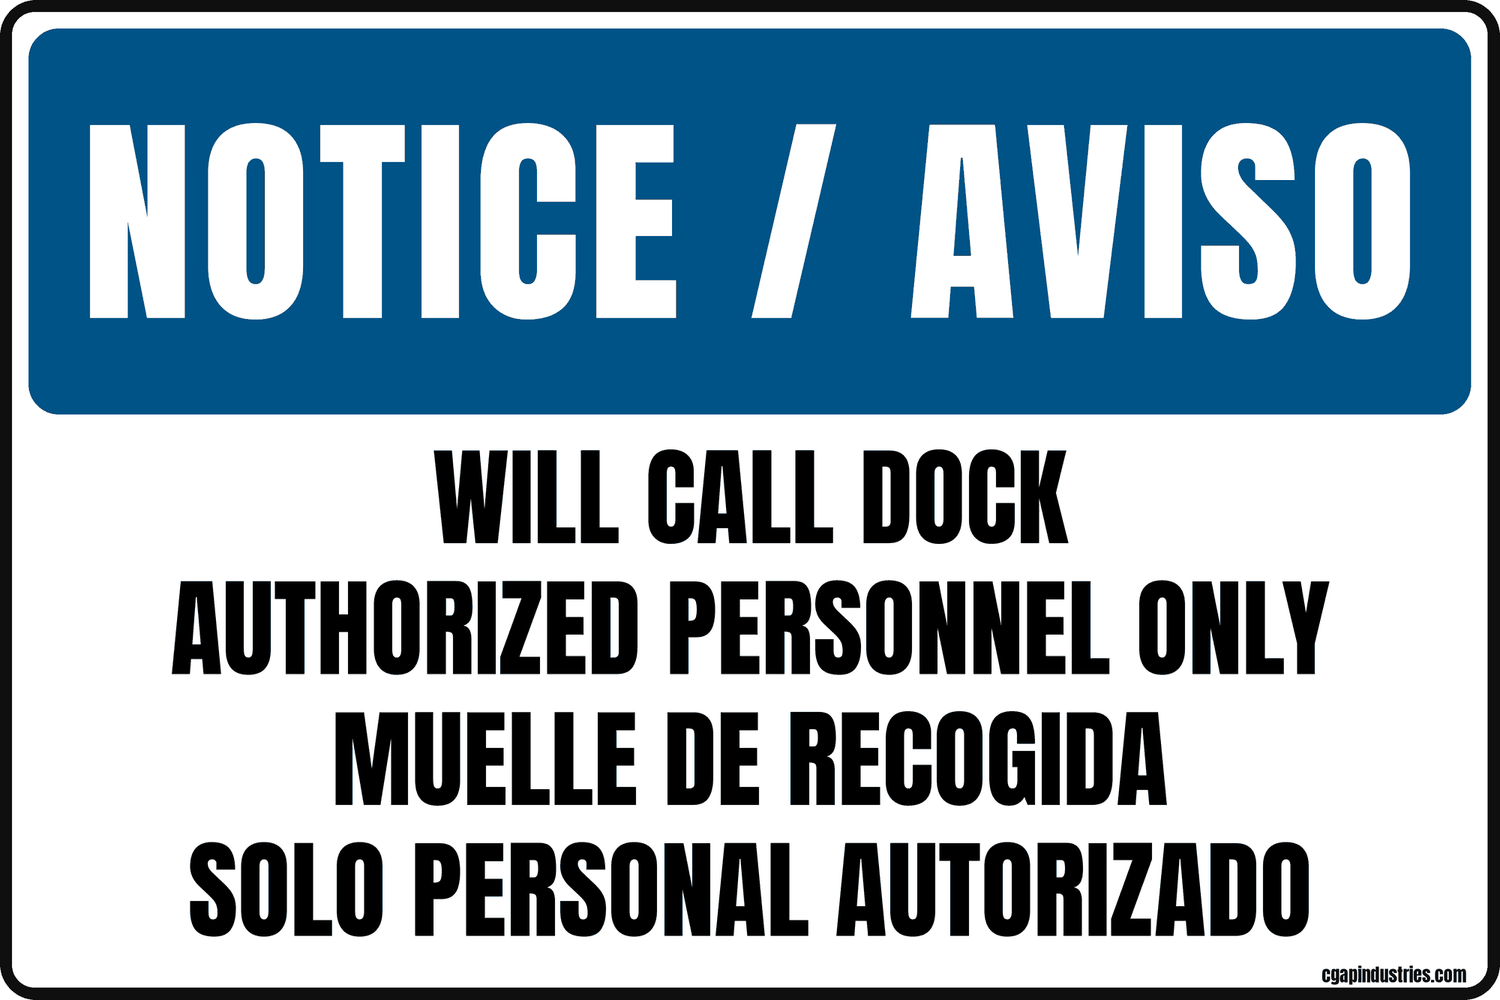 NOTICE / AVISO
WILL CALL DOCK
AUTHORIZED PERSONNEL ONLY
MUELLE DE RECOGIDA
SOLO PERSONAL AUTORIZADO
cgapindustries.com